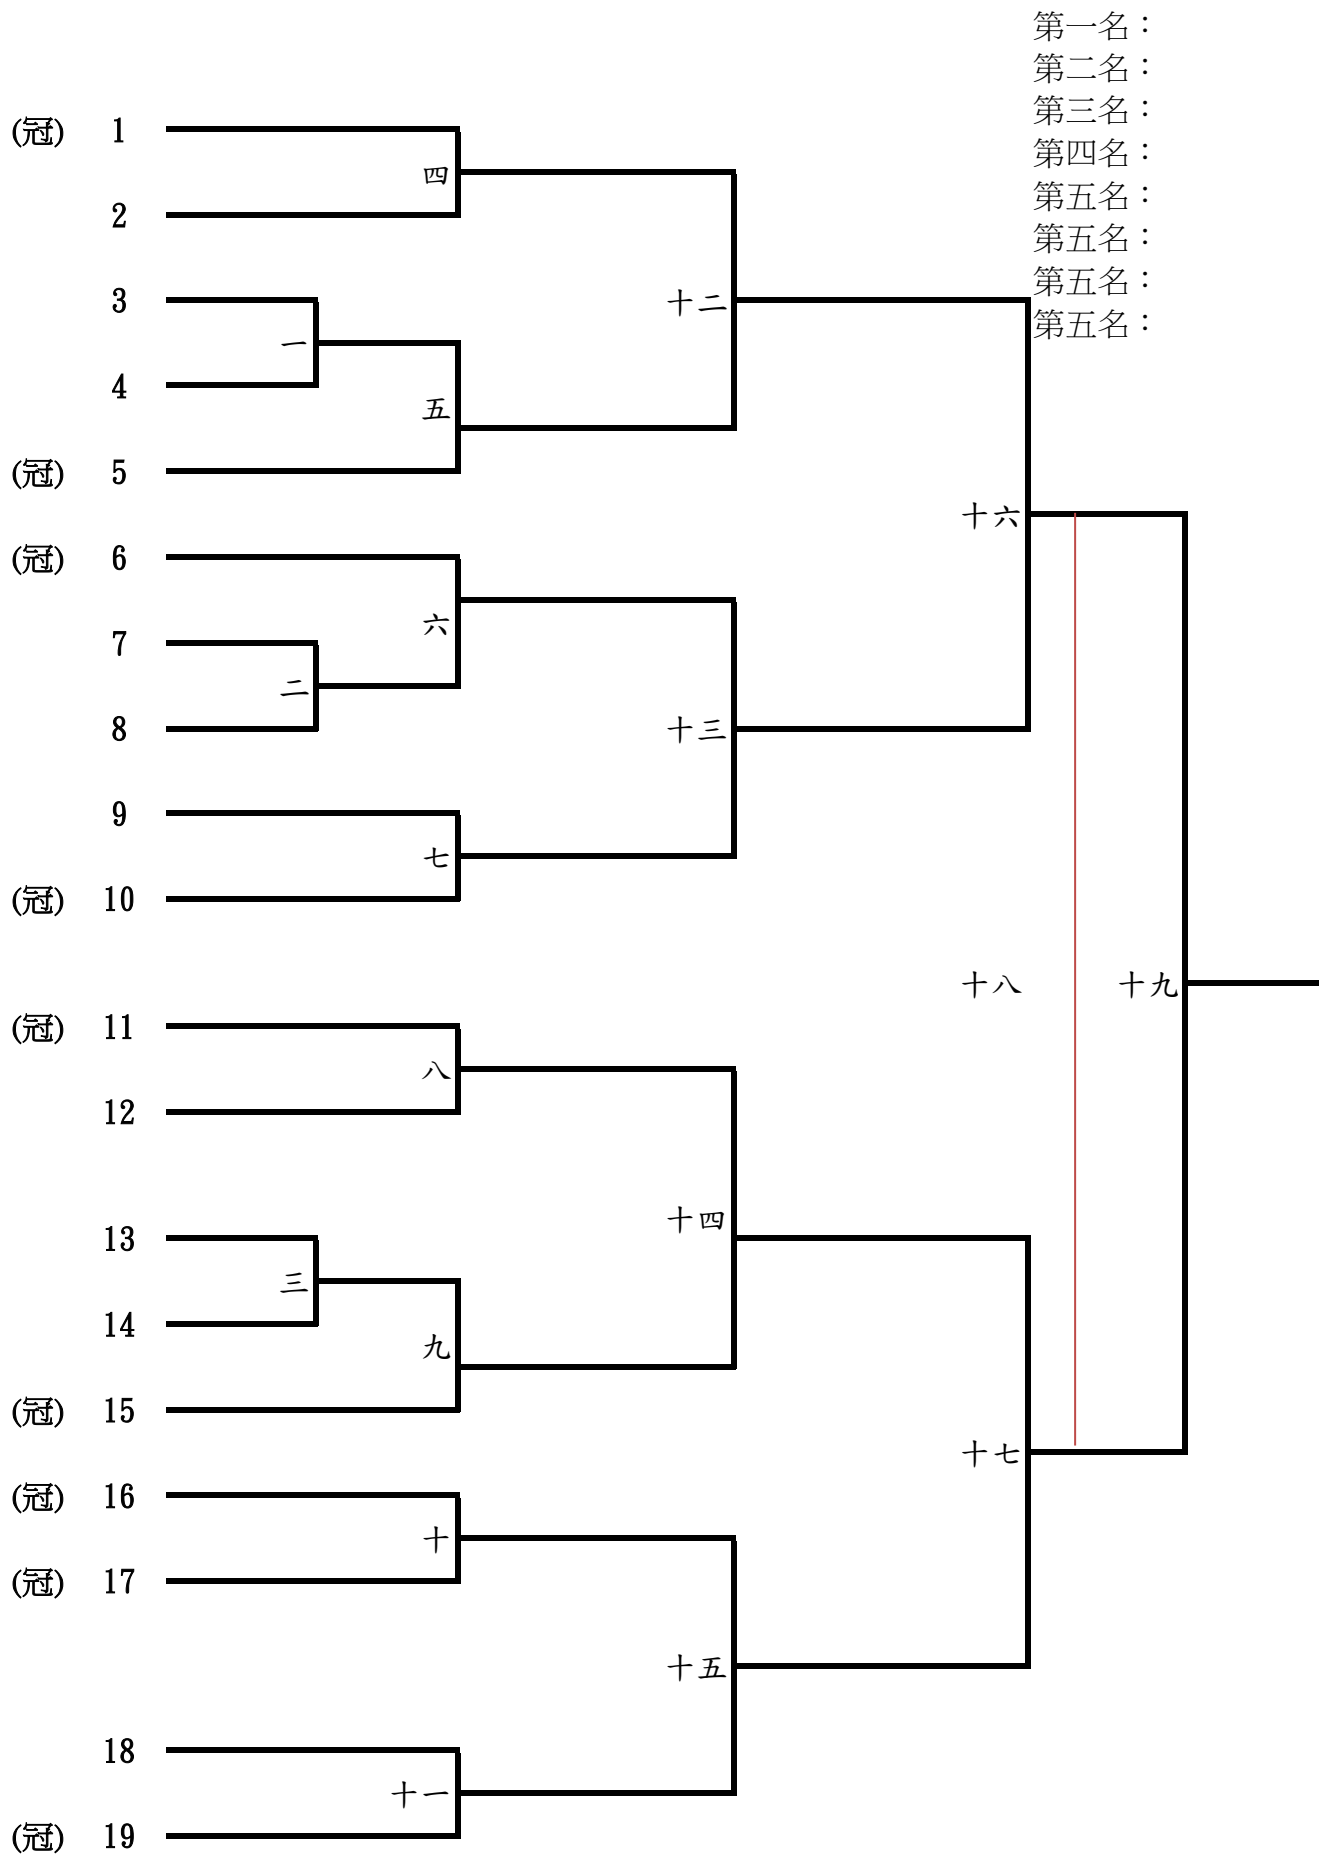 第一名：
第二名：
第三名：
(冠) 1
第四名：
四
第五名：
2
第五名：
第五名：
3
十二
第五名：
一
4
五
(冠) 5
十六
(冠) 6
六
7
二
8
十三
9
七
(冠) 10
十八
十九
(冠) 11
八
12
十四
13
三
14
九
(冠) 15
十七
(冠) 16
十
(冠) 17
十五
18
十一
(冠) 19